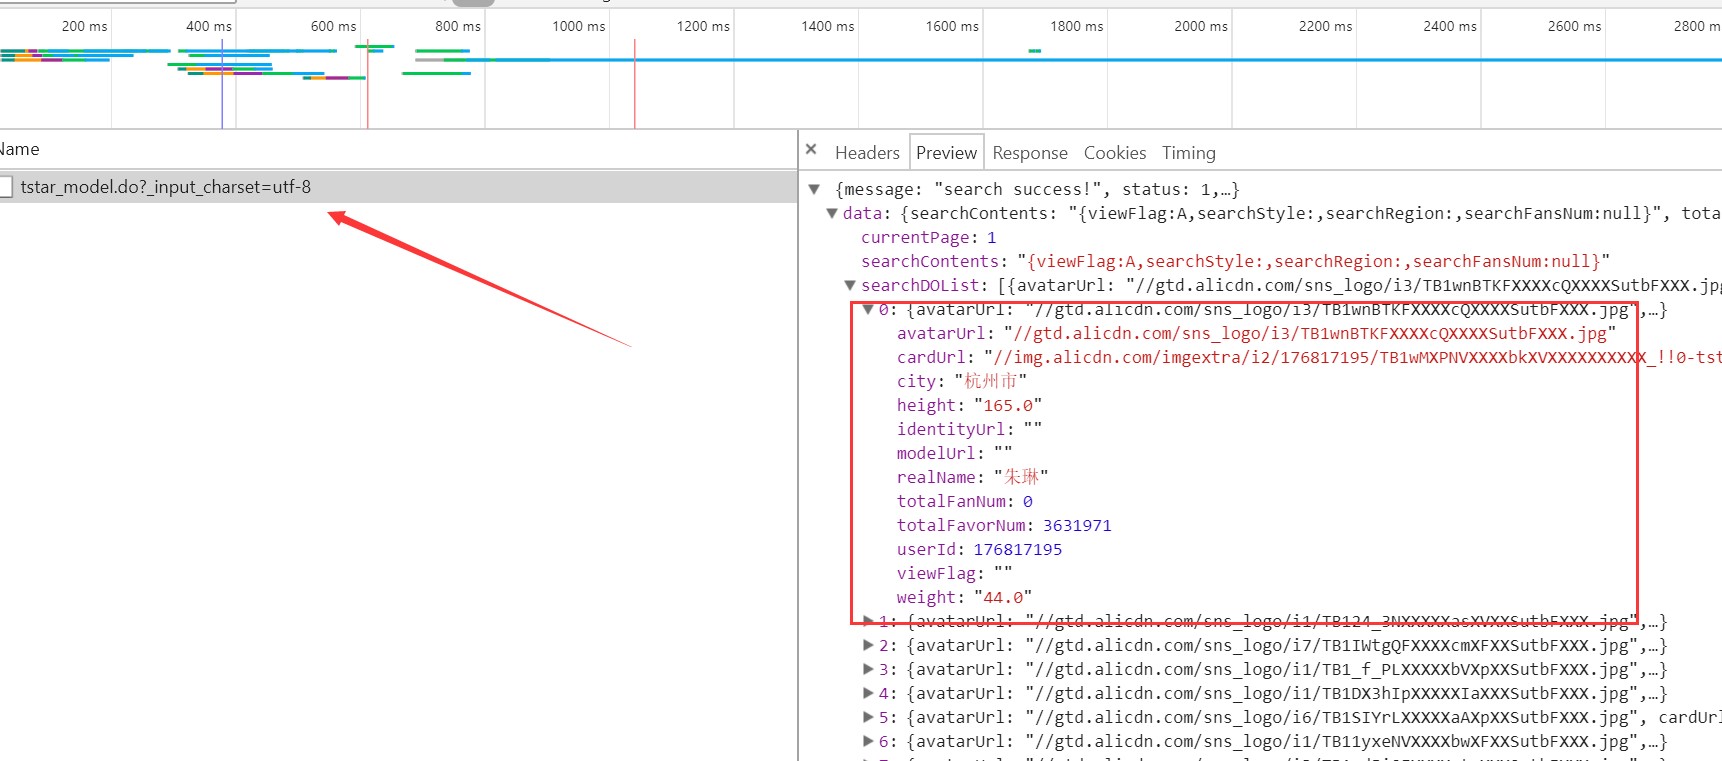 200 ms 400 ms 600 ms 800 ms 1000 ms 1200 ms 1400 ms 1600 ms 1800 ms 2000 ms 2200 ms 2400 ms 2600 ms 2800 m
Name
× Headers Preview Response Cookies Timing
tstar_model.do?_input_charset=utf-8
▼ {message: "search success!", status: 1,…}
▼ data: {searchContents: "{viewFlag:A,searchStyle:,searchRegion:,searchFansNum:null}", tota
currentPage: 1
searchContents: "{viewFlag:A,searchStyle:,searchRegion:,searchFansNum:null}"
▼ searchDOList: [{avatarUrl: "//gtd.alicdn.com/sns_logo/i3/TB1wnBTKFXXXXcQXXXXSutbFXXX.jpg
▼ 0: {avatarUrl: "//gtd.alicdn.com/sns_logo/i3/TB1wnBTKFXXXXcQXXXXSutbFXXX.jpg",…}
avatarUrl: "//gtd.alicdn.com/sns_logo/i3/TB1wnBTKFXXXXcQXXXXSutbFXXX.jpg"
cardUrl: "//img.alicdn.com/imgextra/i2/176817195/TB1wMXPNVXXXXbkXVXXXXXXXXXX_!!0-tst
city: "杭州市"
height: "165.0"
identityUrl: ""
modelUrl: ""
realName: "朱琳"
totalFanNum: 0
totalFavorNum: 3631971
userId: 176817195
viewFlag: ""
weight: "44.0"
▶ 1: {avatarUrl: "//gtd.alicdn.com/sns_logo/i1/TB124_3NXXXXXasXVXXSutbFXXX.jpg",…}
▶ 2: {avatarUrl: "//gtd.alicdn.com/sns_logo/i7/TB1IWtgQFXXXXcmXFXXSutbFXXX.jpg",…}
▶ 3: {avatarUrl: "//gtd.alicdn.com/sns_logo/i1/TB1_f_PLXXXXXbVXpXXSutbFXXX.jpg",…}
▶ 4: {avatarUrl: "//gtd.alicdn.com/sns_logo/i1/TB1DX3hIpXXXXXIaXXXSutbFXXX.jpg",…}
▶ 5: {avatarUrl: "//gtd.alicdn.com/sns_logo/i6/TB1SIYrLXXXXXaAXpXXSutbFXXX.jpg", cardUrl
▶ 6: {avatarUrl: "//gtd.alicdn.com/sns_logo/i1/TB11yxeNVXXXXbwXFXXSutbFXXX.jpg",…}